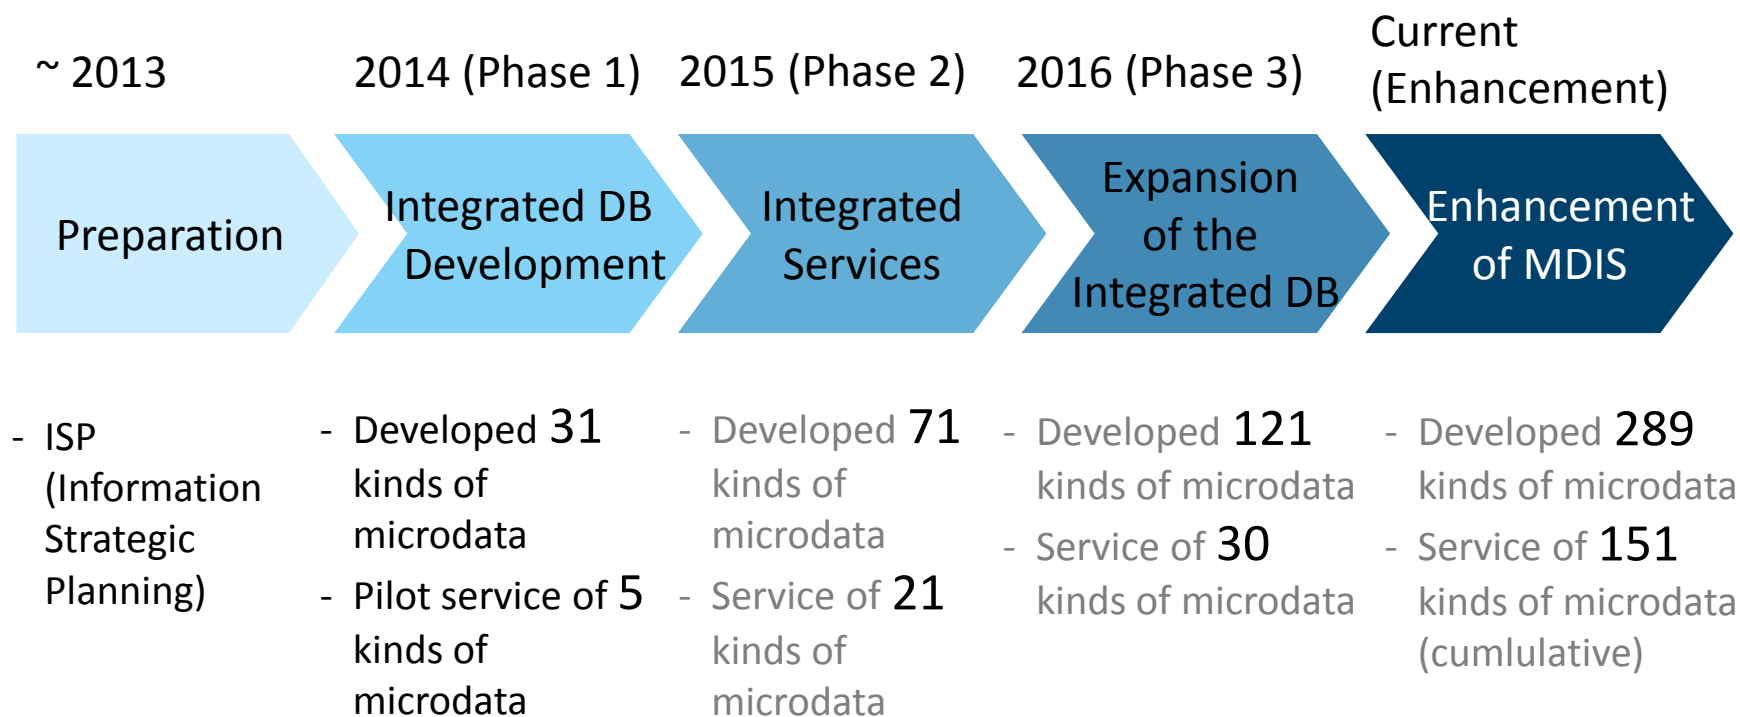 ~ 2013
2014 (Phase 1)
2015 (Phase 2)
2016 (Phase 3)
Current
(Enhancement)
Preparation
Integrated DB
Development
Integrated
Services
Expansion
of the
Integrated DB
Enhancement
of MDIS
- ISP
(Information
Strategic
Planning)
- Developed 31
kinds of
microdata
- Pilot service of 5
kinds of
microdata
- Developed 71
kinds of
microdata
- Service of 21
kinds of
microdata
- Developed 121
kinds of microdata
- Service of 30
kinds of microdata
- Developed 289
kinds of microdata
- Service of 151
kinds of microdata
(cumlulative)